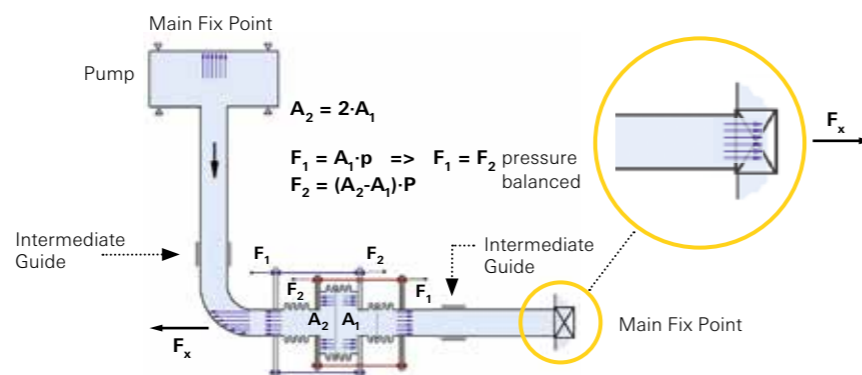 Main Fix Point
Pump
A₂ = 2·A₁
F₁ = A₁·p => F₁ = F₂ pressure
F₂ = (A₂-A₁)·P balanced
Fₓ
Intermediate
Guide
F₁ F₂
Intermediate
Guide
F₂ F₁
A₂ A₁
Fₓ
Main Fix Point